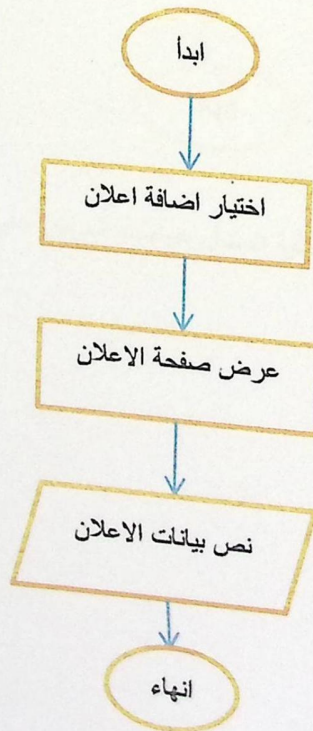 ابدأ
اختيار اضافة اعلان
عرض صفحة الاعلان
نص بيانات الاعلان
انهاء